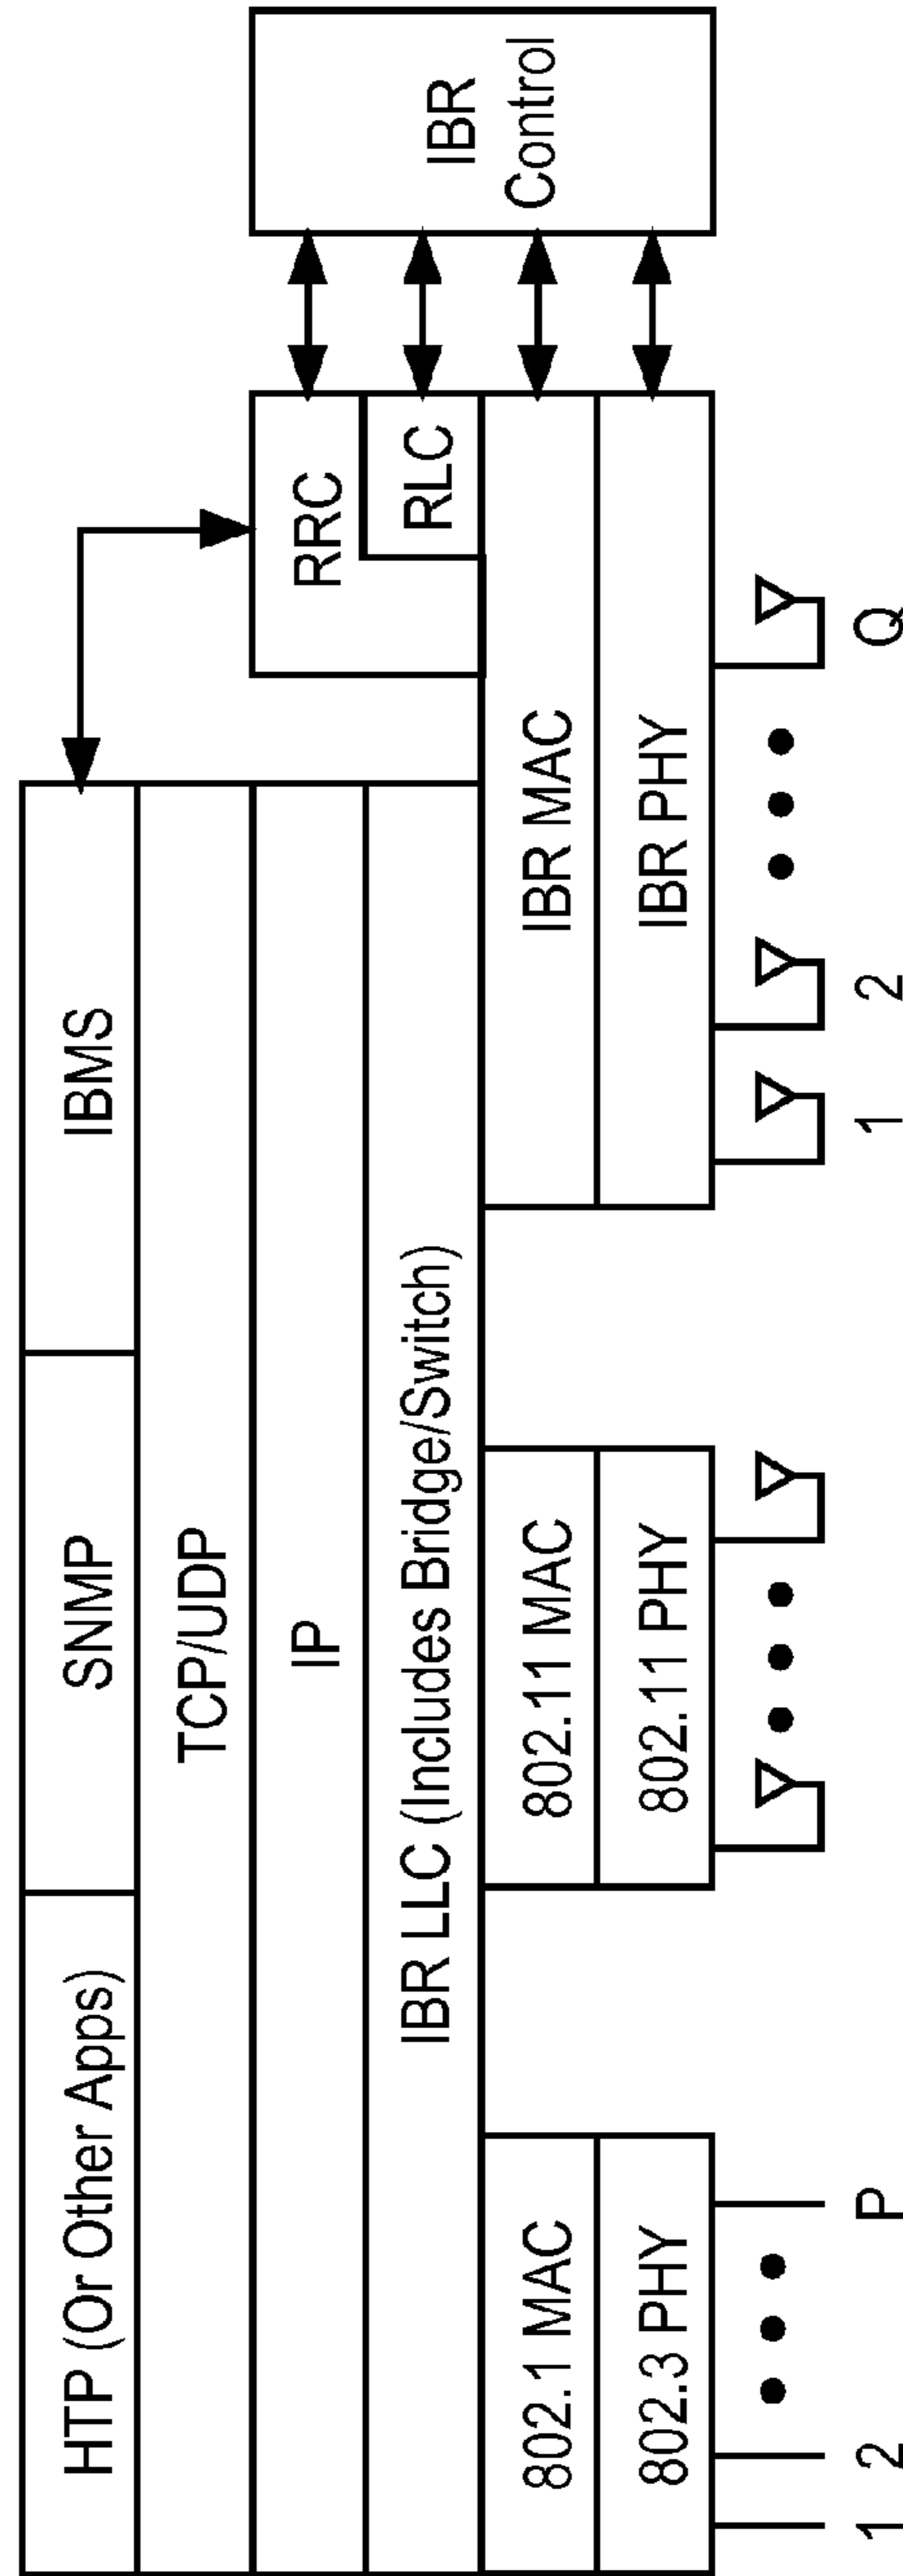 HTP (Or Other Apps)
SNMP
IBMS
TCP/UDP
IP
RRC
IBR
Control
IBR LLC (Includes Bridge/Switch)
RLC
802.1 MAC
802.11 MAC
IBR MAC
802.3 PHY
802.11 PHY
IBR PHY
1
2
P
1
2
Q